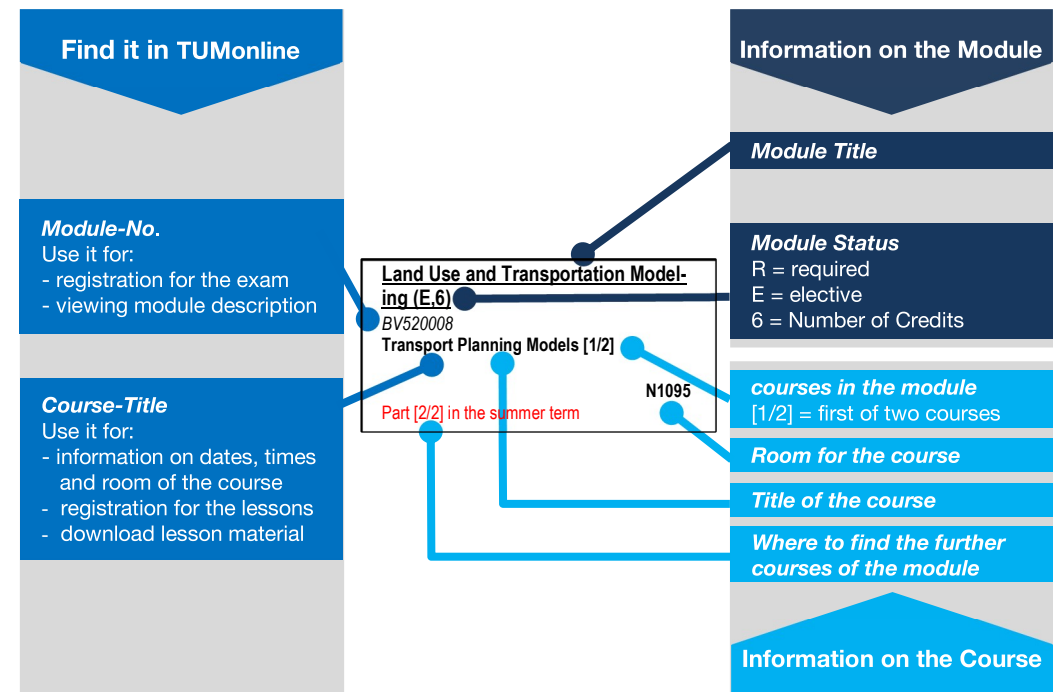 Find it in TUMonline
Module-No.
Use it for:
- registration for the exam
- viewing module description
Course-Title
Use it for:
- information on dates, times
and room of the course
- registration for the lessons
- download lesson material
Land Use and Transportation Model-
ing (E,6)
BV520008
Transport Planning Models [1/2]
N1095
Part [2/2] in the summer term
Information on the Module
Module Title
Module Status
R = required
E = elective
6 = Number of Credits
courses in the module
[1/2] = first of two courses
Room for the course
Title of the course
Where to find the further
courses of the module
Information on the Course